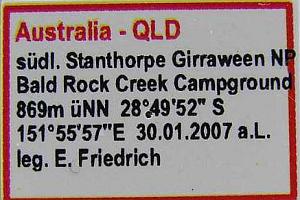 Australia - QLD
südl. Stanthorpe Girraween NP
Bald Rock Creek Campground
869m üNN 28°49'52" S
151°55'57"E 30.01.2007 a.L.
leg. E. Friedrich